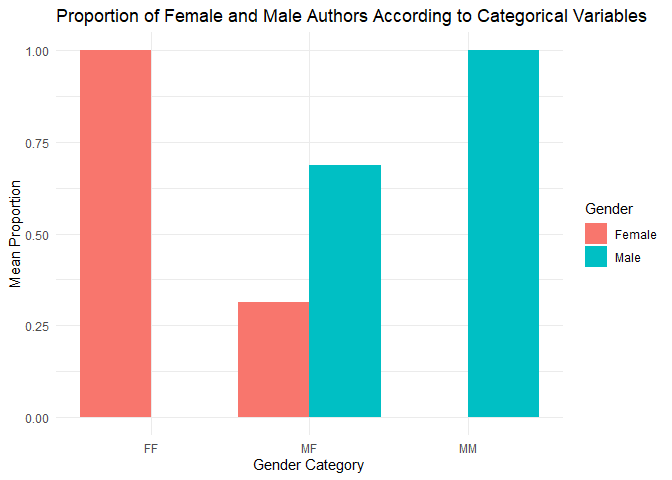 Proportion of Female and Male Authors According to Categorical Variables
1.00
0.75
0.50
0.25
0.00
Mean Proportion
FF MF MM
Gender Category
Gender
Female
Male